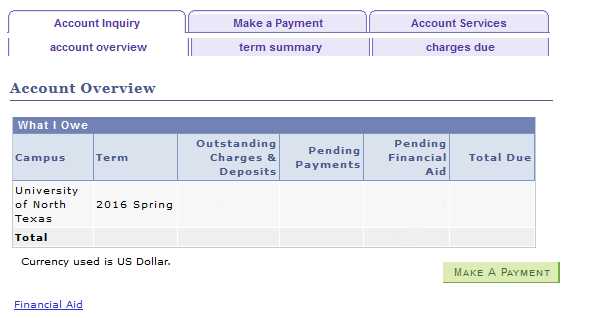 Account Inquiry Make a Payment Account Services
account overview term summary charges due
Account Overview
What I Owe
Campus Term Outstanding Charges & Deposits Pending Payments Pending Financial Aid Total Due
University of North Texas 2016 Spring
Total
Currency used is US Dollar.
MAKE A PAYMENT
Financial Aid